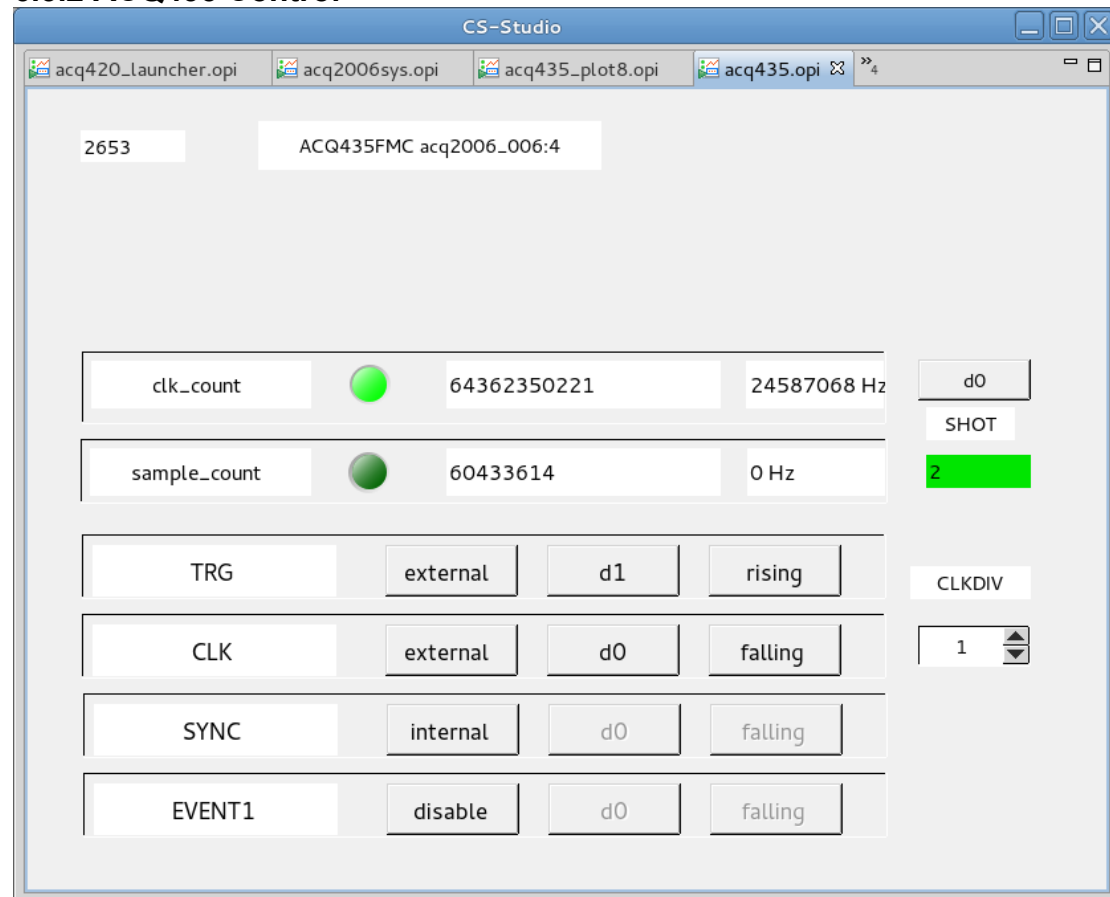 CS-Studio
acq420_launcher.opi acq2006sys.opi acq435_plot8.opi acq435.opi »4
2653 ACQ435FMC acq2006_006:4
clk_count 64362350221 24587068 Hz d0
SHOT
sample_count 60433614 0 Hz 2
TRG external d1 rising
CLKDIV
CLK external d0 falling 1
SYNC internal d0 falling
EVENT1 disable d0 falling